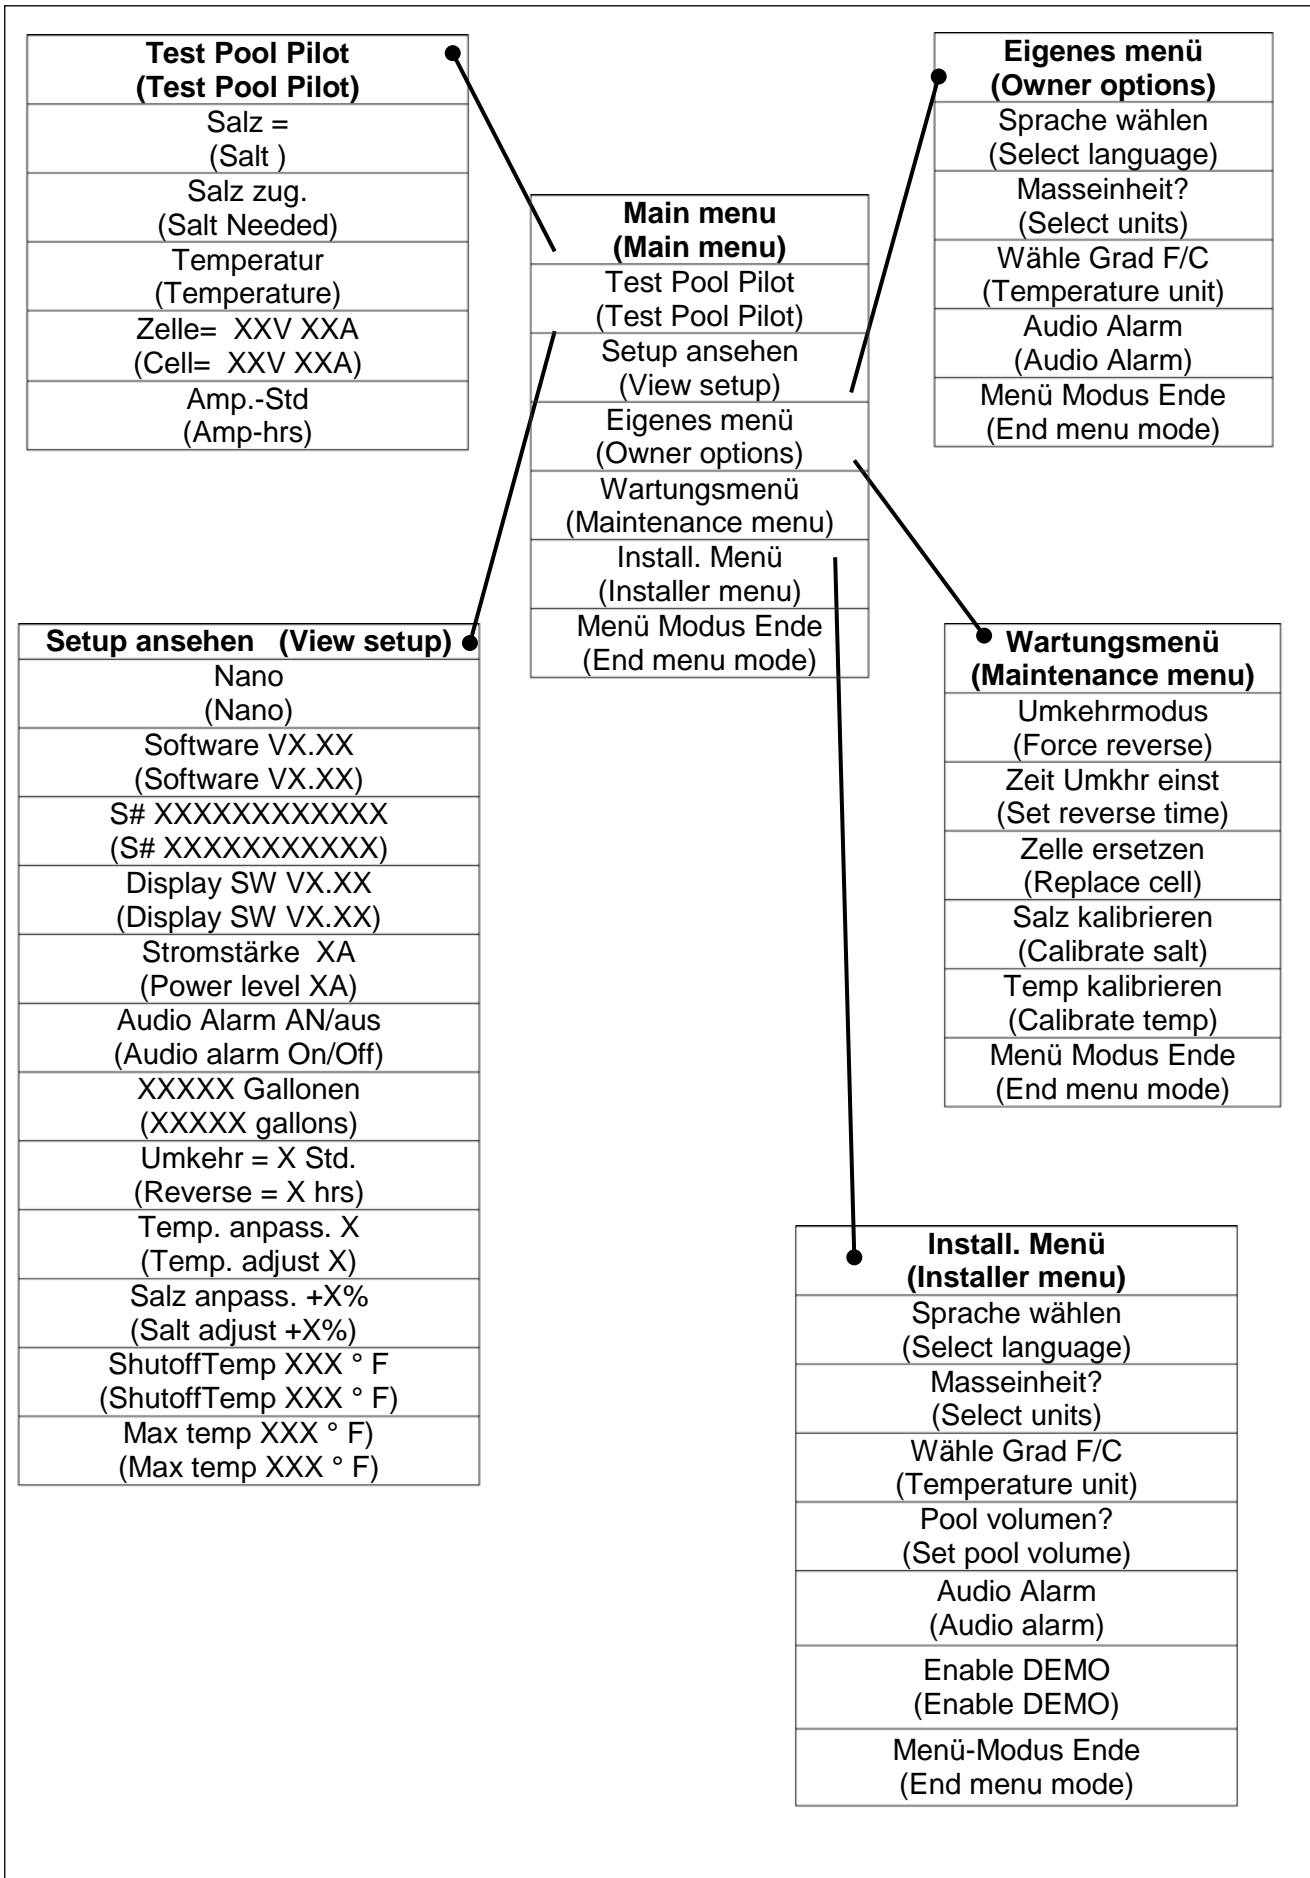 Test Pool Pilot
(Test Pool Pilot)
Salz =
(Salt )
Salz zug.
(Salt Needed)
Temperatur
(Temperature)
Zelle=  XXV XXA
(Cell=  XXV XXA)
Amp.-Std
(Amp-hrs)
Main menu
(Main menu)
Test Pool Pilot
(Test Pool Pilot)
Setup ansehen
(View setup)
Eigenes menü
(Owner options)
Wartungsmenü
(Maintenance menu)
Install. Menü
(Installer menu)
Menü Modus Ende
(End menu mode)
Eigenes menü
(Owner options)
Sprache wählen
(Select language)
Masseinheit?
(Select units)
Wähle Grad F/C
(Temperature unit)
Audio Alarm
(Audio Alarm)
Menü Modus Ende
(End menu mode)
Setup ansehen   (View setup)
Nano
(Nano)
Software VX.XX
(Software VX.XX)
S# XXXXXXXXXXXX
(S# XXXXXXXXXXX)
Display SW VX.XX
(Display SW VX.XX)
Stromstärke  XA
(Power level XA)
Audio Alarm AN/aus
(Audio alarm On/Off)
XXXXX Gallonen
(XXXXX gallons)
Umkehr = X Std.
(Reverse = X hrs)
Temp. anpass. X
(Temp. adjust X)
Salz anpass. +X%
(Salt adjust +X%)
ShutoffTemp XXX ° F
(ShutoffTemp XXX ° F)
Max temp XXX ° F)
(Max temp XXX ° F)
Wartungsmenü
(Maintenance menu)
Umkehrmodus
(Force reverse)
Zeit Umkhr einst
(Set reverse time)
Zelle ersetzen
(Replace cell)
Salz kalibrieren
(Calibrate salt)
Temp kalibrieren
(Calibrate temp)
Menü Modus Ende
(End menu mode)
Install. Menü
(Installer menu)
Sprache wählen
(Select language)
Masseinheit?
(Select units)
Wähle Grad F/C
(Temperature unit)
Pool volumen?
(Set pool volume)
Audio Alarm
(Audio alarm)
Enable DEMO
(Enable DEMO)
Menü-Modus Ende
(End menu mode)